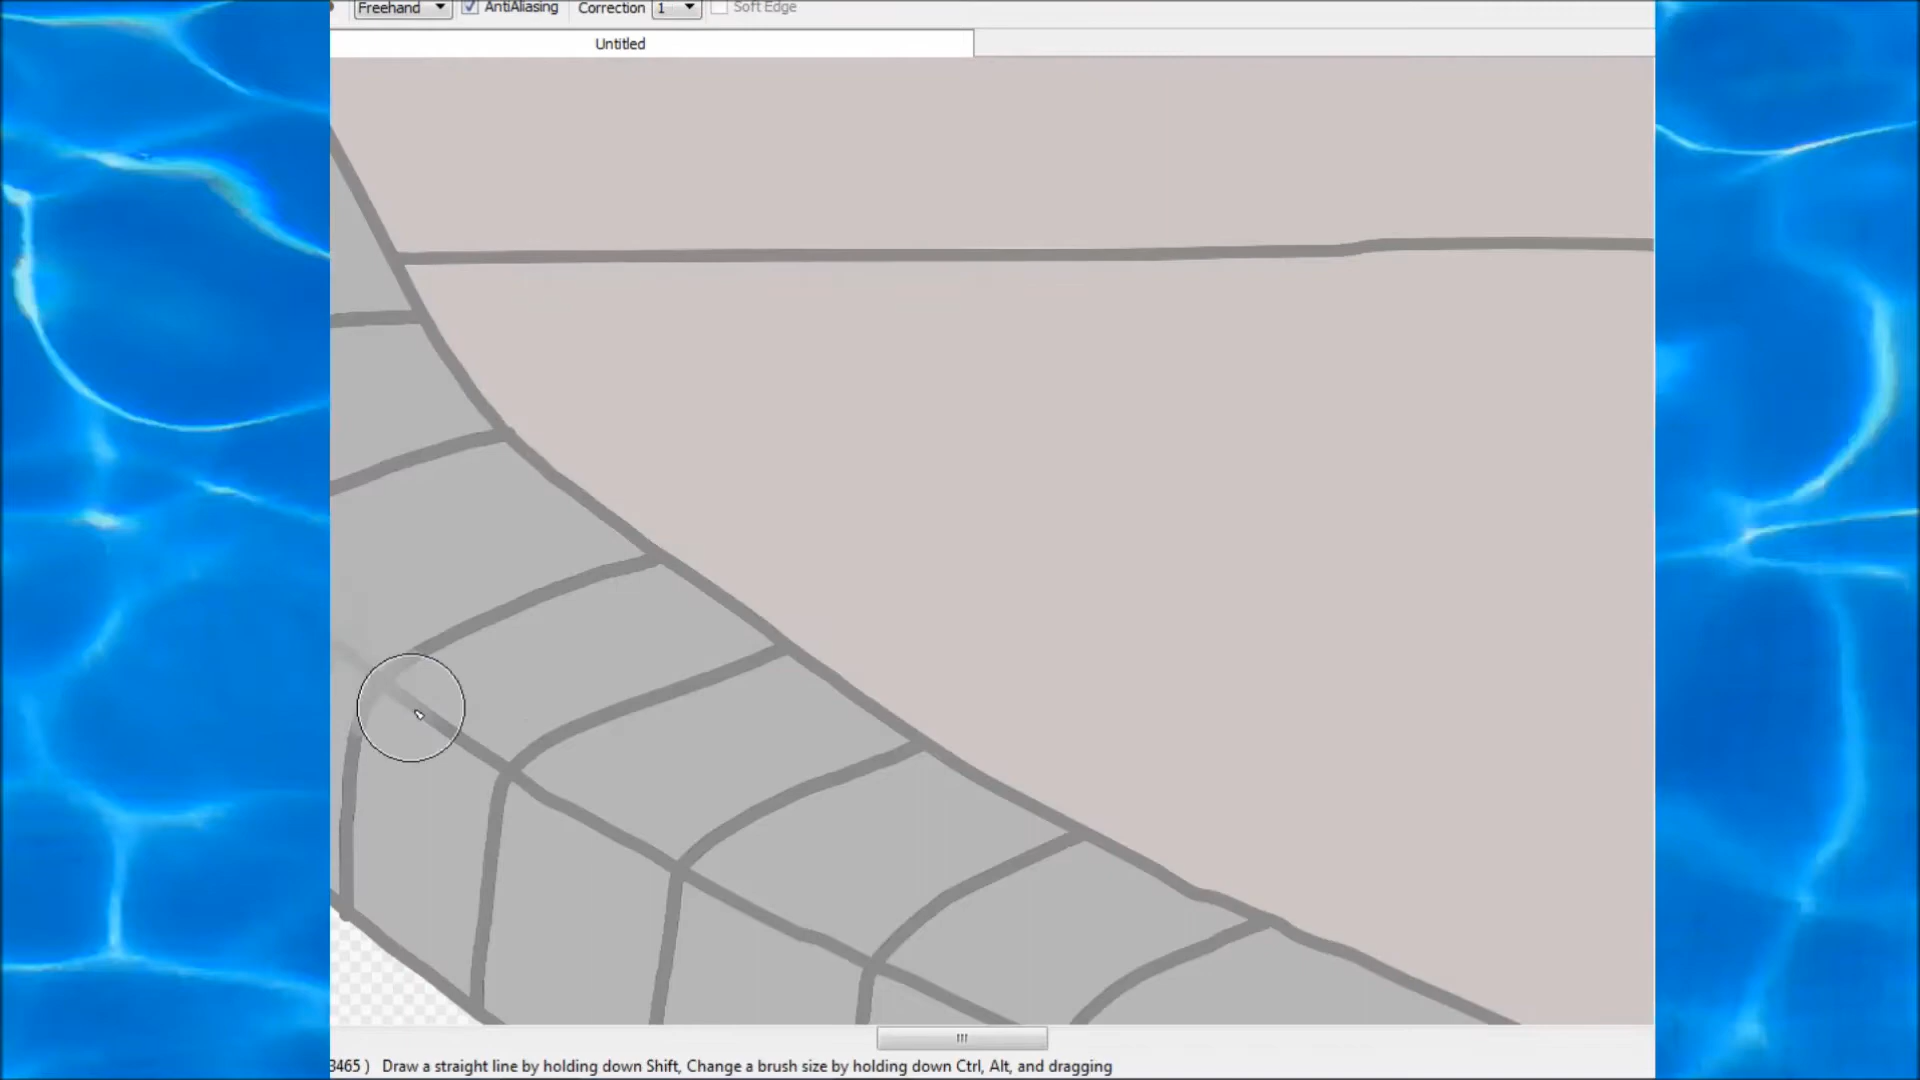 Freehand AntiAliasing Correction 1 Soft Edge
Untitled
3465 ) Draw a straight line by holding down Shift, Change a brush size by holding down Ctrl, Alt, and dragging